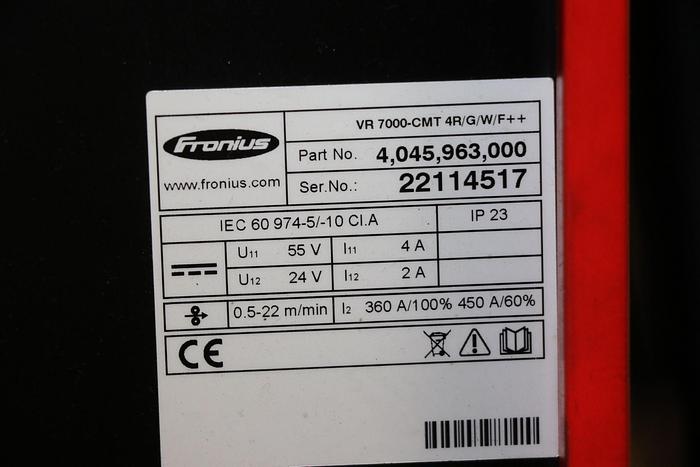 Fronius
www.fronius.com
VR 7000-CMT 4R/G/W/F++
Part No. 4,045,963,000
Ser.No.: 22114517
IEC 60 974-5/-10 Cl.A IP 23
U11 55 V I11 4 A
U12 24 V I12 2 A
0.5-22 m/min I2 360 A/100% 450 A/60%
CE